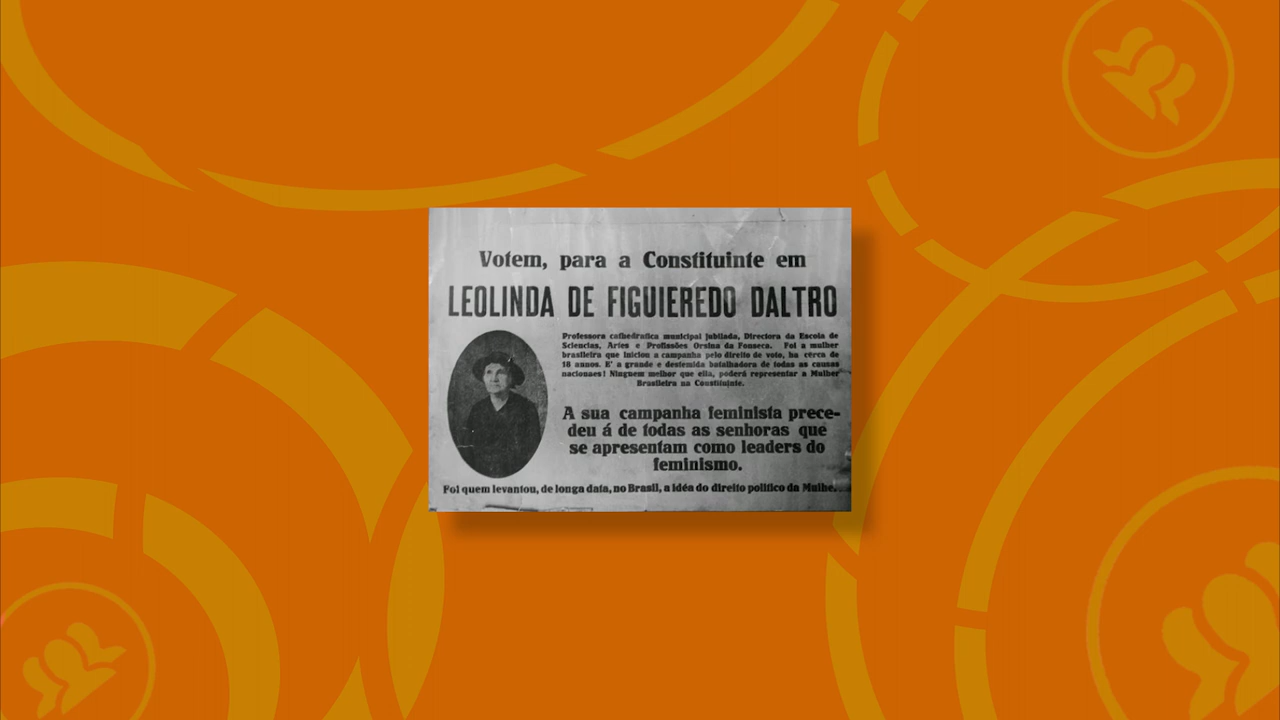 Votem, para a Constituinte em
LEOLINDA DE FIGUIEREDO DALTRO
Professora cathedratica municipal jubilada, Directora da Escola de
Sciencias, Artes e Profissões Orsina da Fonseca. Foi a mulher
brasileira que iniciou a campanha pelo direito de voto, ha cerca de
18 annos. E' a grande e destemida batalhadora de todas as causas
nacionaes! Ninguem melhor que ella, poderá representar a Mulher
Brasileira na Constituinte.
A sua campanha feminista prece-
deu á de todas as senhoras que
se apresentam como leaders do
feminismo.
Foi quem levantou, de longa data, no Brasil, a idéa do direito politico da Mulher.